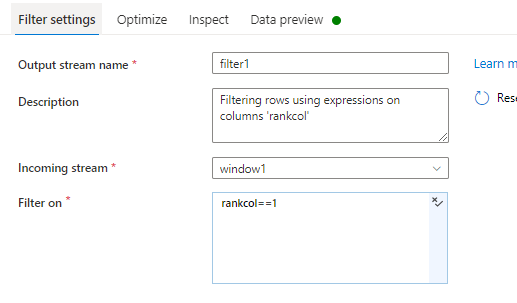 Filter settings Optimize Inspect Data preview
Output stream name * filter1 Learn m
Description Filtering rows using expressions on
columns 'rankcol' Rese
Incoming stream * window1
Filter on * rankcol==1